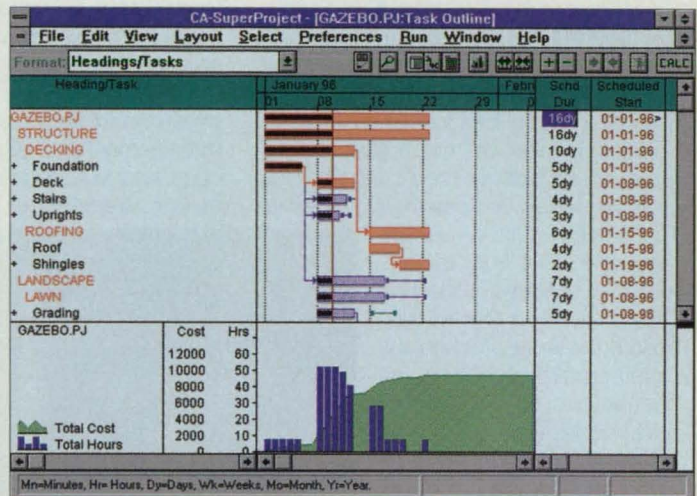 CA-SuperProject - [GAZEBO.PJ:Task Outline]
File Edit View Layout Select Preferences Run Window Help
Format: Headings/Tasks CALC
Heading/Task January 96 Febr Schd Scheduled
01 08 15 22 29 0 Dur Start
GAZEBO.PJ 16dy 01-01-96>
STRUCTURE 16dy 01-01-96
DECKING 10dy 01-01-96
+ Foundation 5dy 01-01-96
+ Deck 5dy 01-08-96
+ Stairs 4dy 01-08-96
+ Uprights 3dy 01-08-96
ROOFING 6dy 01-15-96
+ Roof 4dy 01-15-96
+ Shingles 2dy 01-19-96
LANDSCAPE 7dy 01-08-96
LAWN 7dy 01-08-96
+ Grading 5dy 01-08-96
GAZEBO.PJ Cost Hrs
12000 60
10000 50
8000 40
6000 30
4000 20
2000 10
0 0
Total Cost
Total Hours
Mn=Minutes, Hr= Hours, Dy=Days, Wk=Weeks, Mo=Month, Yr=Year.